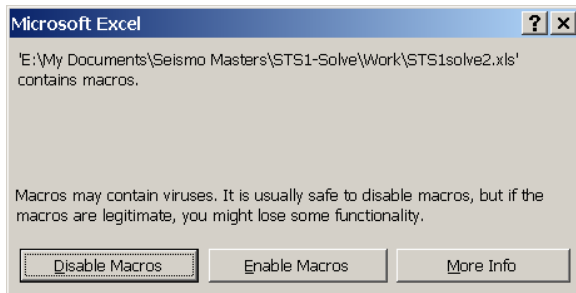 Microsoft Excel
'E:\My Documents\Seismo Masters\STS1-Solve\Work\STS1solve2.xls'
contains macros.
Macros may contain viruses. It is usually safe to disable macros, but if the
macros are legitimate, you might lose some functionality.
Disable Macros Enable Macros More Info